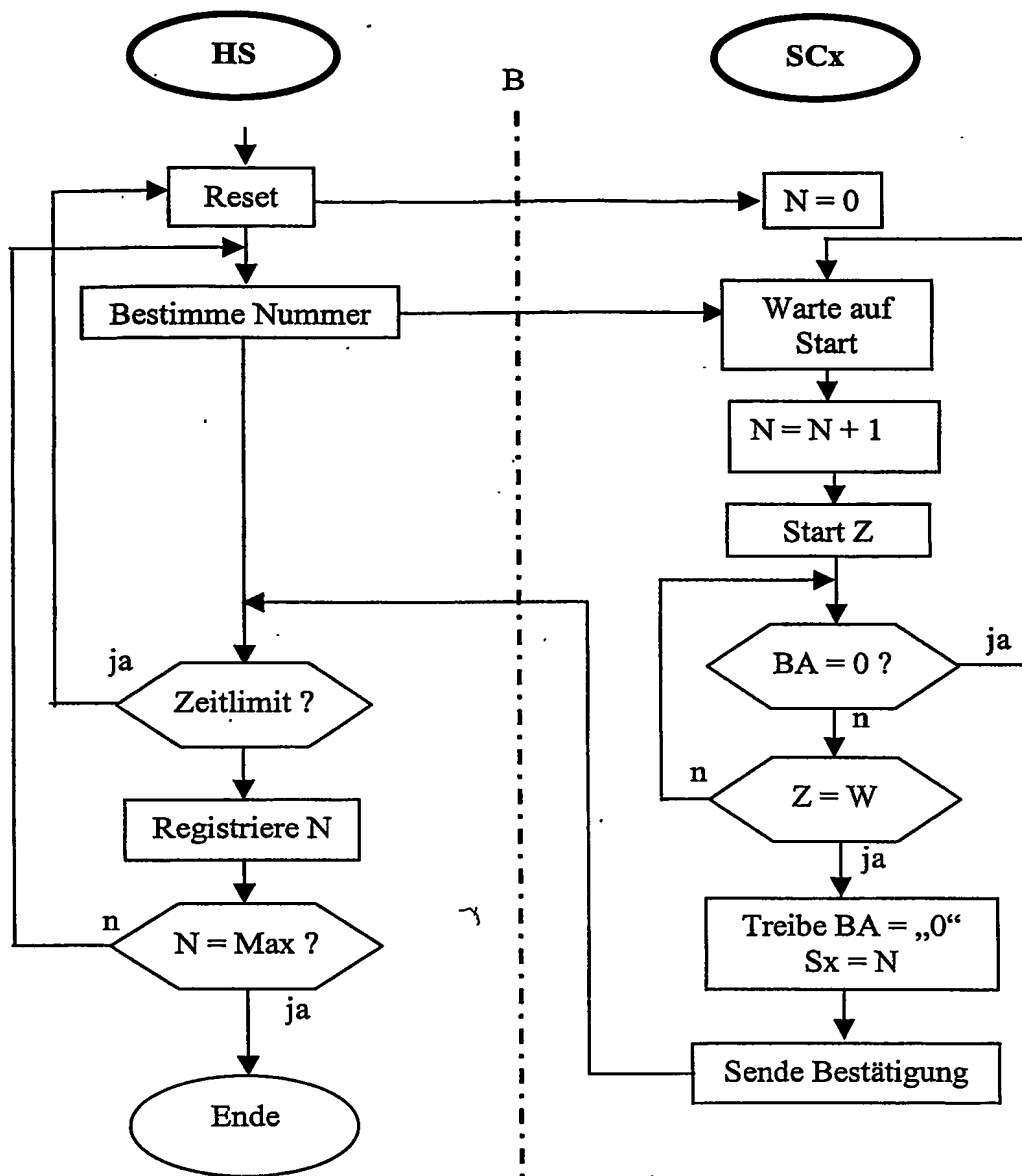 HS
SCx
B
Reset
N = 0
Bestimme Nummer
Warte auf
Start
N = N + 1
Start Z
ja
Zeitlimit ?
BA = 0 ?
ja
n
n
Z = W
Registriere N
ja
n
N = Max ?
Treibe BA = „0“
Sx = N
ja
Sende Bestätigung
Ende